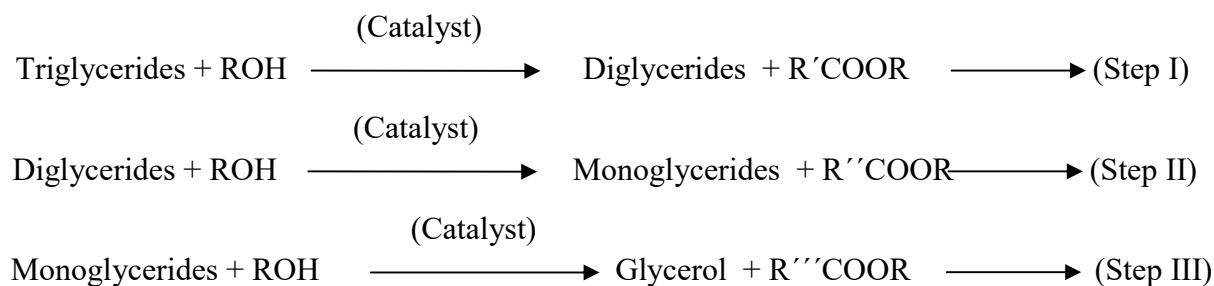 (Catalyst)
Triglycerides + ROH Diglycerides + R´COOR (Step I)
(Catalyst)
Diglycerides + ROH Monoglycerides + R´´COOR (Step II)
(Catalyst)
Monoglycerides + ROH Glycerol + R´´´COOR (Step III)